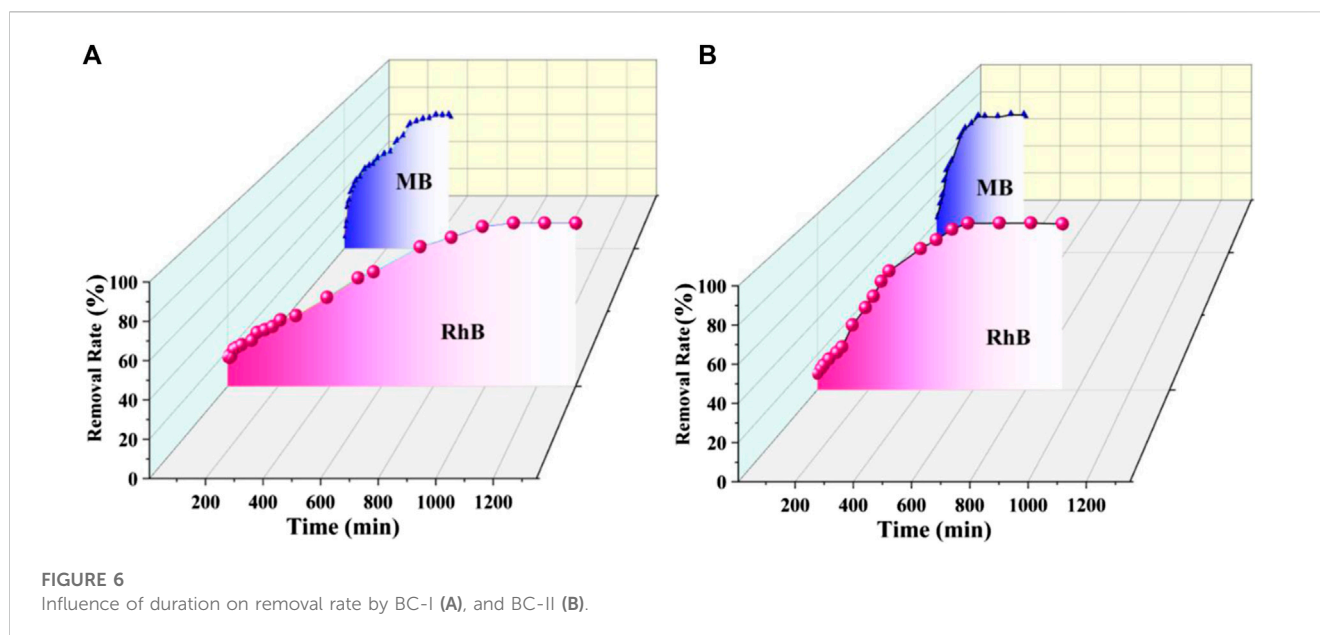 A
B
MB
MB
RhB
RhB
Removal Rate (%)
100
80
60
40
20
0
200 400 600 800 1000 1200
Time (min)
Removal Rate(%)
100
80
60
40
20
0
200 400 600 800 1000 1200
Time (min)
FIGURE 6
Influence of duration on removal rate by BC-I (A), and BC-II (B).